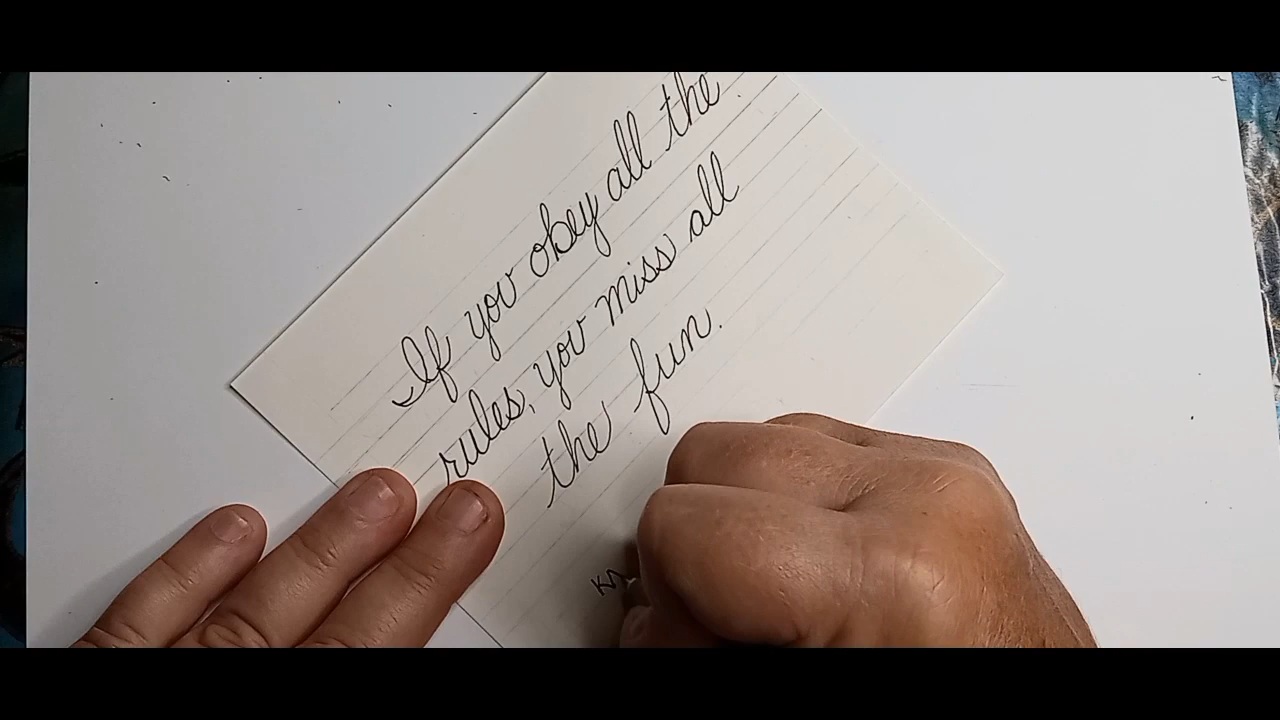 If you obey all the
rules, you miss all
the fun.